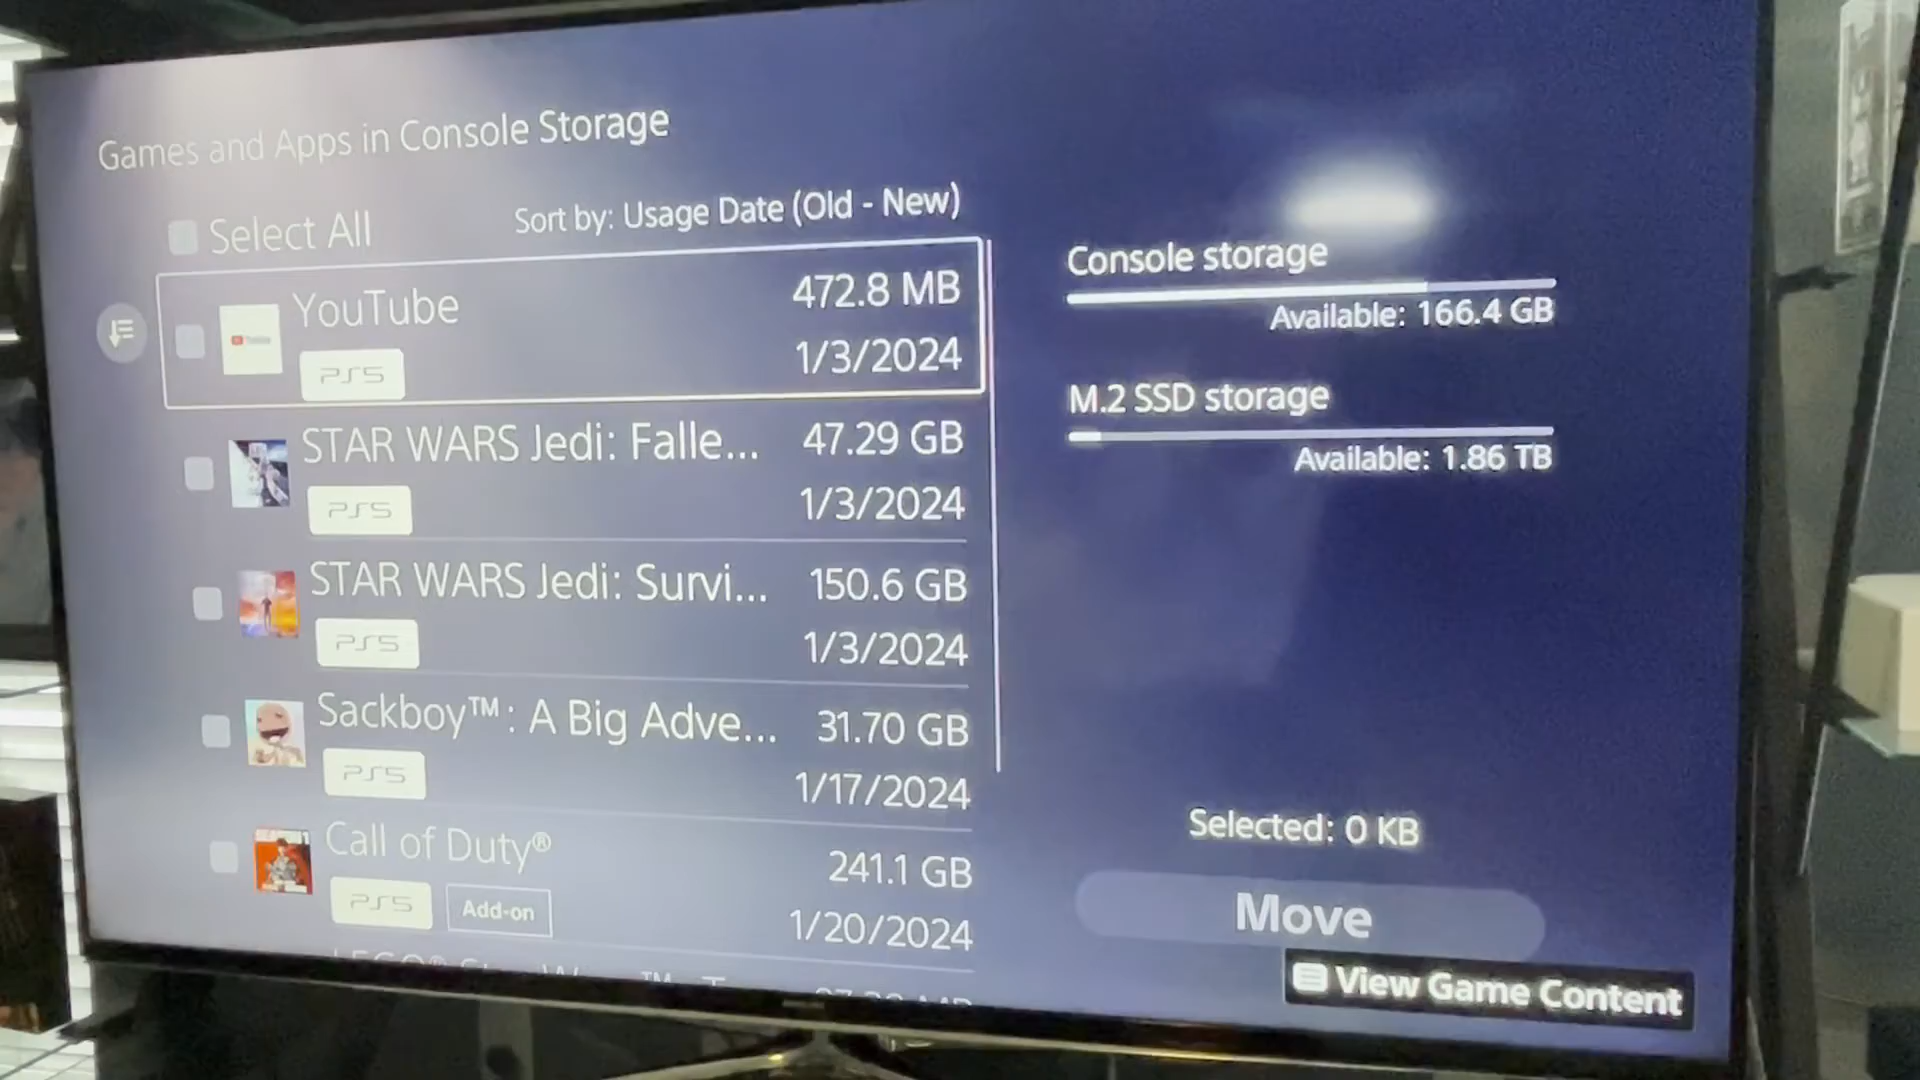 Games and Apps in Console Storage
Select All
Sort by: Usage Date (Old - New)
YouTube
472.8 MB
PS5
1/3/2024
STAR WARS Jedi: Falle...
47.29 GB
PS5
1/3/2024
STAR WARS Jedi: Survi...
150.6 GB
PS5
1/3/2024
Sackboy™: A Big Adve...
31.70 GB
PS5
1/17/2024
Call of Duty®
241.1 GB
PS5
Add-on
1/20/2024
Console storage
Available: 166.4 GB
M.2 SSD storage
Available: 1.86 TB
Selected: 0 KB
Move
View Game Content